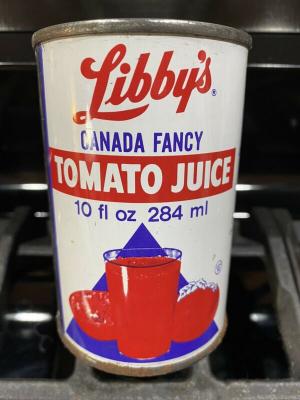 Libby's®
CANADA FANCY
TOMATO JUICE
10 fl oz 284 ml